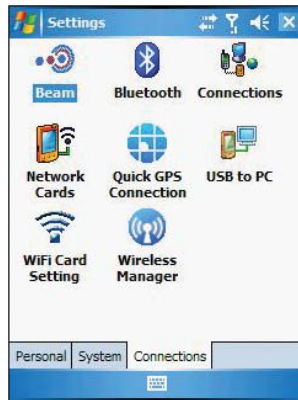 Settings
Beam
Bluetooth
Connections
Network
Cards
Quick GPS
Connection
USB to PC
WiFi Card
Setting
Wireless
Manager
Personal System Connections